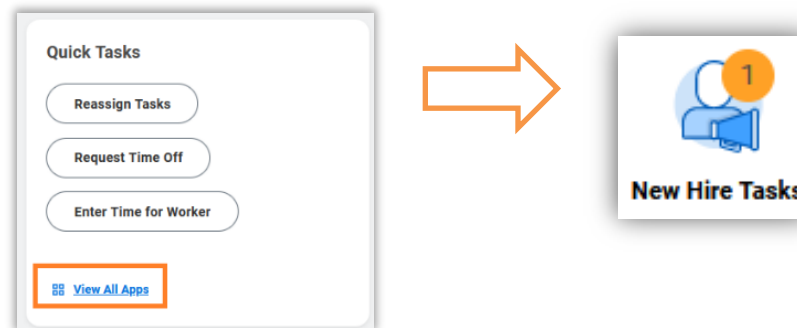 Quick Tasks
Reassign Tasks
Request Time Off
Enter Time for Worker
View All Apps
1
New Hire Tasks